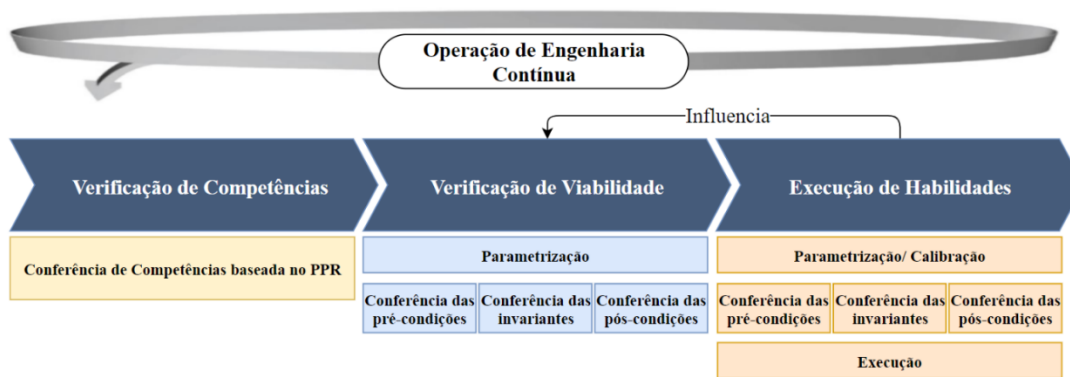 Operação de Engenharia
Contínua
Influencia
Verificação de Competências
Verificação de Viabilidade
Execução de Habilidades
Conferência de Competências baseada no PPR
Parametrização
Parametrização/ Calibração
Conferência das
pré-condições
Conferência das
invariantes
Conferência das
pós-condições
Conferência das
pré-condições
Conferência das
invariantes
Conferência das
pós-condições
Execução